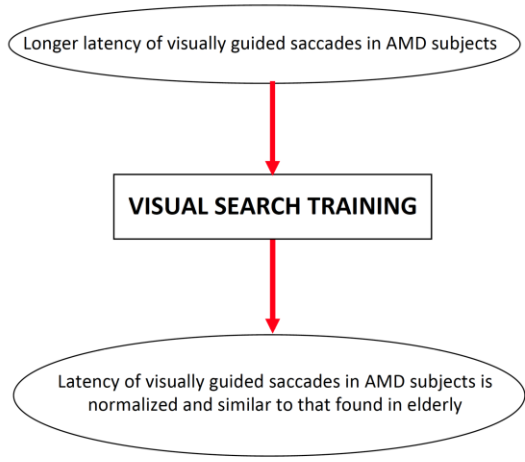 Longer latency of visually guided saccades in AMD subjects
VISUAL SEARCH TRAINING
Latency of visually guided saccades in AMD subjects is
normalized and similar to that found in elderly